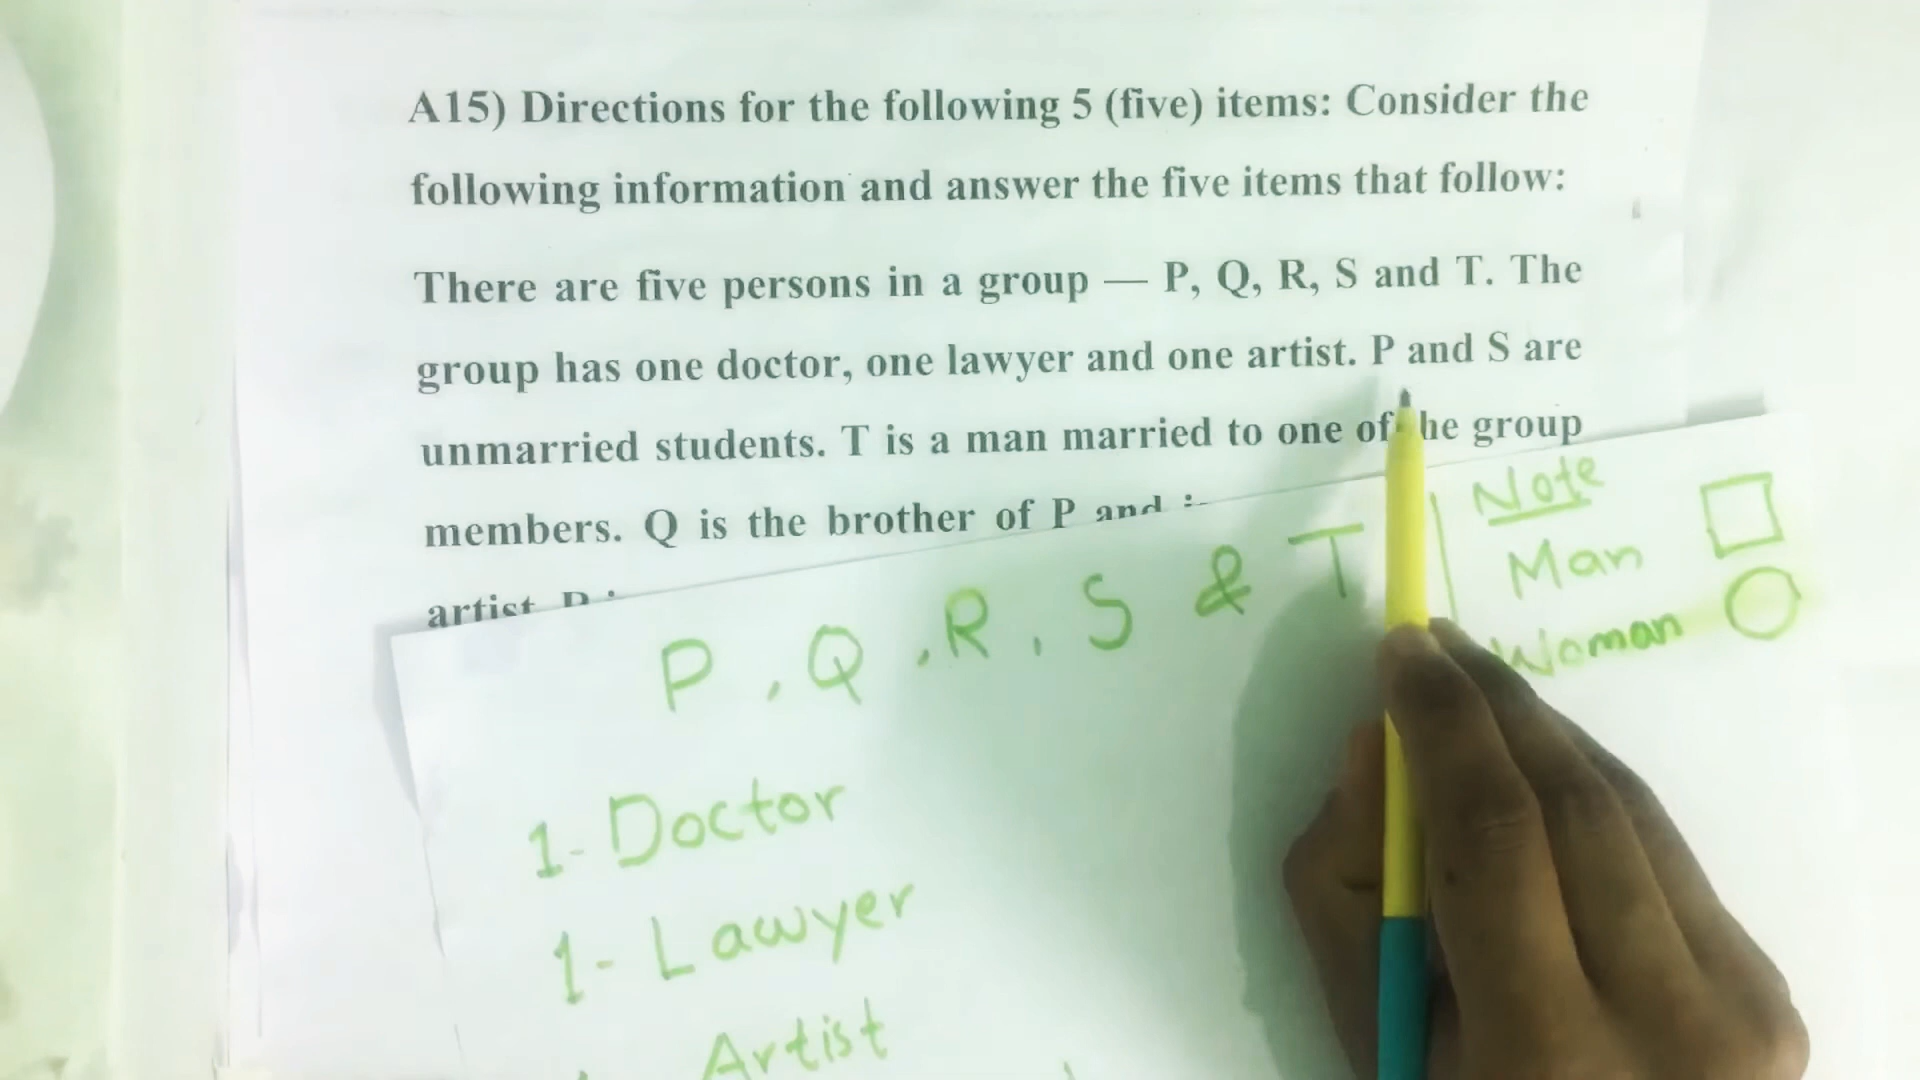 A15) Directions for the following 5 (five) items: Consider the
following information and answer the five items that follow:
There are five persons in a group — P, Q, R, S and T. The
group has one doctor, one lawyer and one artist. P and S are
unmarried students. T is a man married to one of he group
members. Q is the brother of P and
artist
P, Q, R, S & T
Note
Man
Woman
1- Doctor
1- Lawyer
Artist